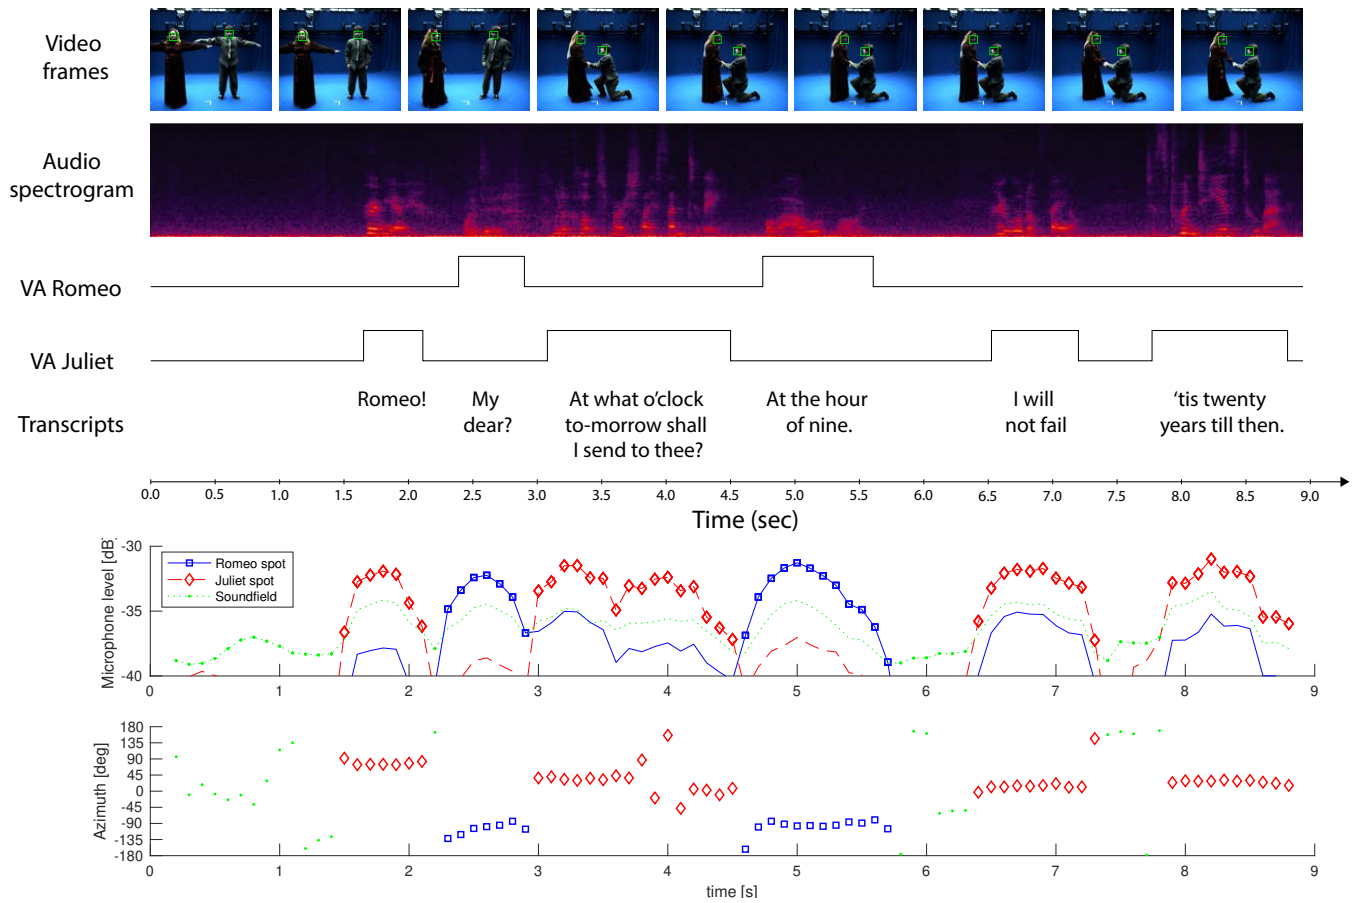 Video
frames
Audio
spectrogram
VA Romeo
VA Juliet
Transcripts
Romeo!
My
dear?
At what o'clock
to-morrow shall
I send to thee?
At the hour
of nine.
I will
not fail
'tis twenty
years till then.
0.0 0.5 1.0 1.5 2.0 2.5 3.0 3.5 4.0 4.5 5.0 5.5 6.0 6.5 7.0 7.5 8.0 8.5 9.0
Time (sec)
Microphone level [dB]
-30
-35
-40
Romeo spot
Juliet spot
Soundfield
0 1 2 3 4 5 6 7 8 9
Azimuth [deg]
180
135
90
45
0
-45
-90
-135
-180
0 1 2 3 4 5 6 7 8 9
time [s]